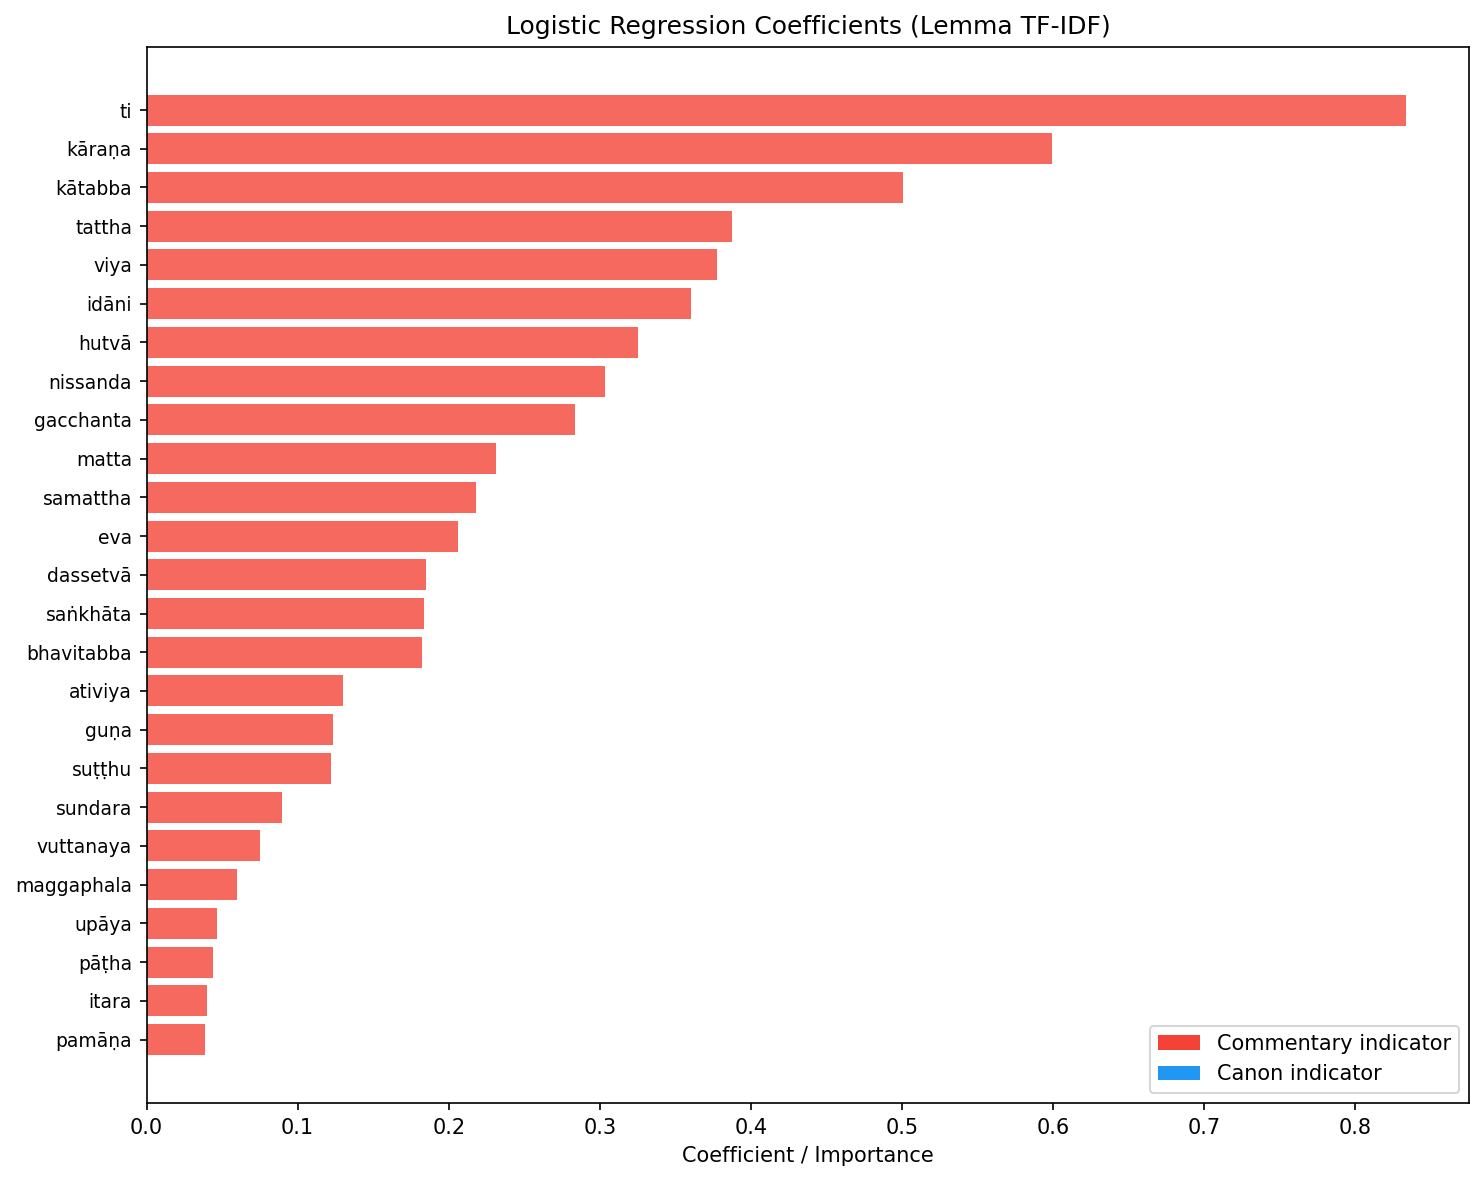 Logistic Regression Coefficients (Lemma TF-IDF)
ti
kāraṇa
kātabba
tattha
viya
idāni
hutvā
nissanda
gacchanta
matta
samattha
eva
dassetvā
saṅkhāta
bhavitabba
ativiya
guṇa
suṭṭhu
sundara
vuttanaya
maggaphala
upāya
pāṭha
itara
pamāṇa
Commentary indicator
Canon indicator
0.0 0.1 0.2 0.3 0.4 0.5 0.6 0.7 0.8
Coefficient / Importance